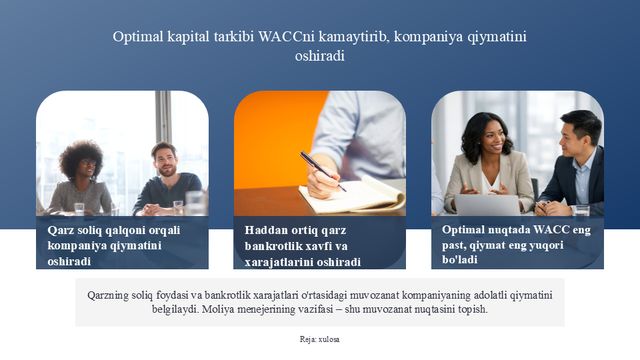 Optimal kapital tarkibi WACCni kamaytirib, kompaniya qiymatini
oshiradi
Qarz soliq qalqoni orqali
kompaniya qiymatini
oshiradi
Haddan ortiq qarz
bankrotlik xavfi va
xarajatlarini oshiradi
Optimal nuqtada WACC eng
past, qiymat eng yuqori
bo'ladi
Qarzning soliq foydasi va bankrotlik xarajatlari o'rtasidagi muvozanat kompaniyaning adolatli qiymatini
belgilaydi. Moliya menejerining vazifasi – shu muvozanat nuqtasini topish.
Reja: xulosa